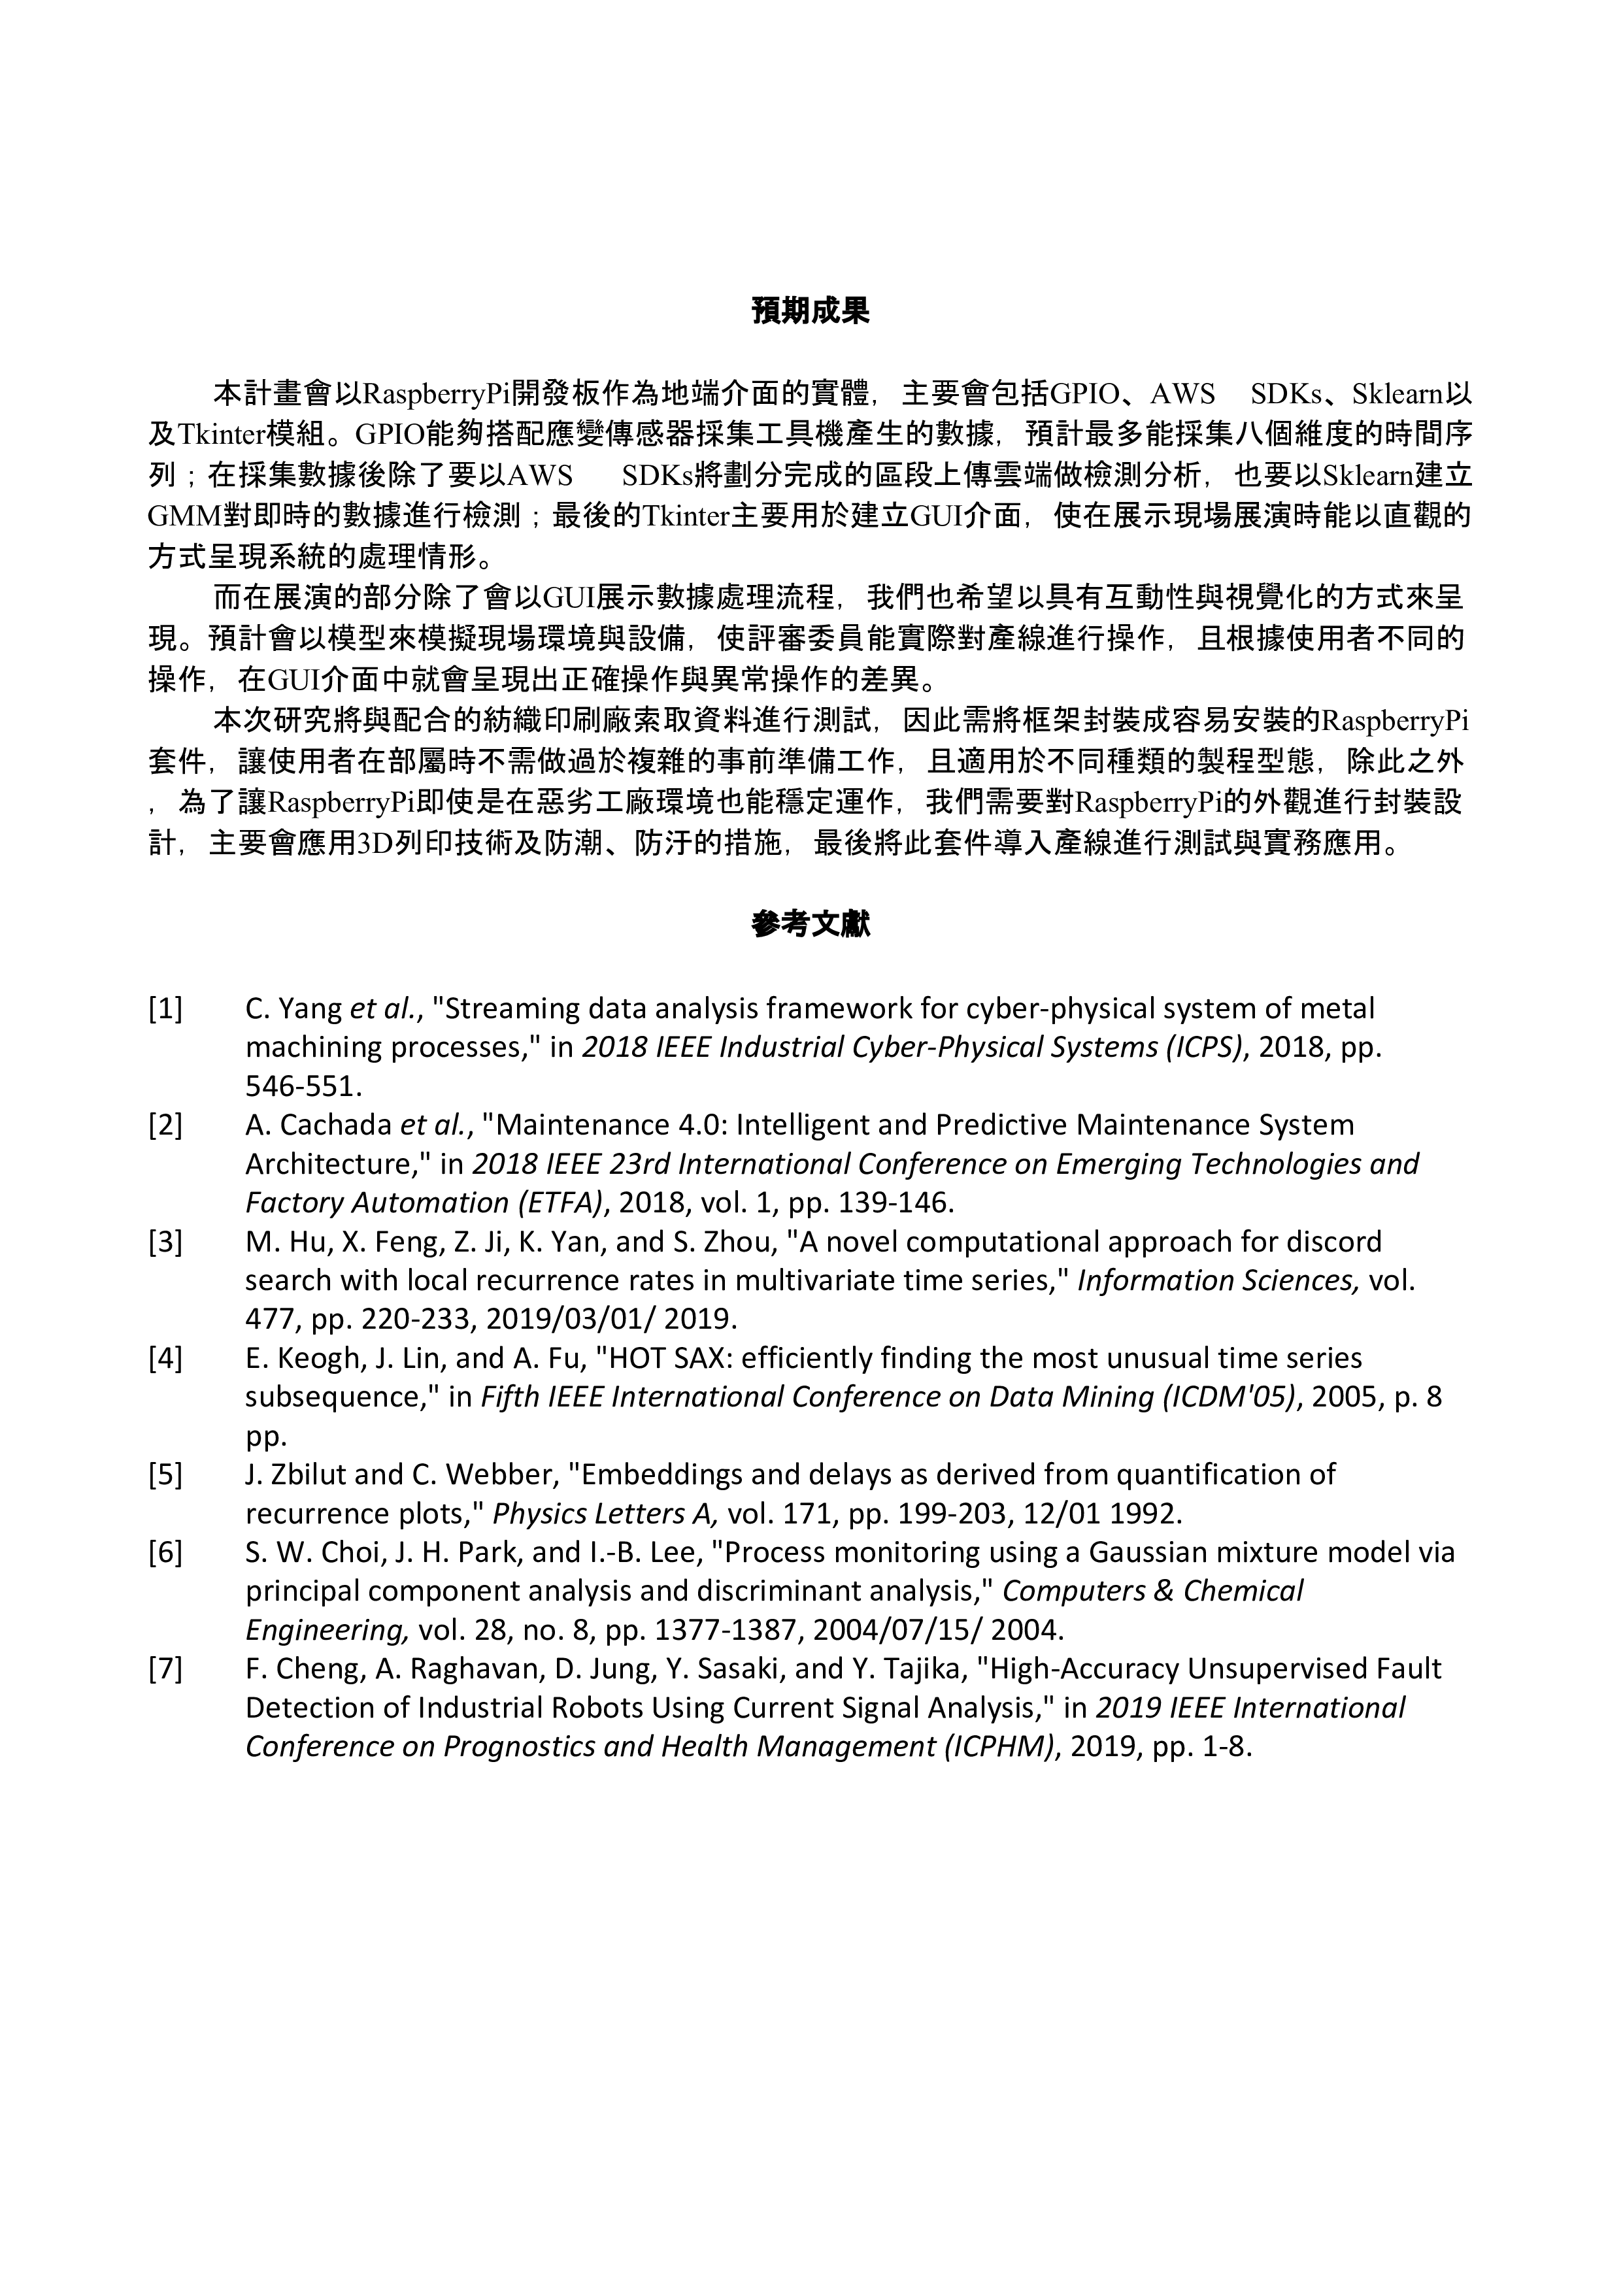 預期成果
本計畫會以RaspberryPi開發板作為地端介面的實體，主要會包括GPIO、AWS SDKs、Sklearn以
及Tkinter模組。GPIO能夠搭配應變傳感器採集工具機產生的數據，預計最多能採集八個維度的時間序
列；在採集數據後除了要以AWS SDKs將劃分完成的區段上傳雲端做檢測分析，也要以Sklearn建立
GMM對即時的數據進行檢測；最後的Tkinter主要用於建立GUI介面，使在展示現場展演時能以直觀的
方式呈現系統的處理情形。
而在展演的部分除了會以GUI展示數據處理流程，我們也希望以具有互動性與視覺化的方式來呈
現。預計會以模型來模擬現場環境與設備，使評審委員能實際對產線進行操作，且根據使用者不同的
操作，在GUI介面中就會呈現出正確操作與異常操作的差異。
本次研究將與配合的紡織印刷廠索取資料進行測試，因此需將框架封裝成容易安裝的RaspberryPi
套件，讓使用者在部屬時不需做過於複雜的事前準備工作，且適用於不同種類的製程型態，除此之外
，為了讓RaspberryPi即使是在惡劣工廠環境也能穩定運作，我們需要對RaspberryPi的外觀進行封裝設
計，主要會應用3D列印技術及防潮、防汙的措施，最後將此套件導入產線進行測試與實務應用。
參考文獻
[1] C. Yang et al., "Streaming data analysis framework for cyber-physical system of metal
machining processes," in 2018 IEEE Industrial Cyber-Physical Systems (ICPS), 2018, pp.
546-551.
[2] A. Cachada et al., "Maintenance 4.0: Intelligent and Predictive Maintenance System
Architecture," in 2018 IEEE 23rd International Conference on Emerging Technologies and
Factory Automation (ETFA), 2018, vol. 1, pp. 139-146.
[3] M. Hu, X. Feng, Z. Ji, K. Yan, and S. Zhou, "A novel computational approach for discord
search with local recurrence rates in multivariate time series," Information Sciences, vol.
477, pp. 220-233, 2019/03/01/ 2019.
[4] E. Keogh, J. Lin, and A. Fu, "HOT SAX: efficiently finding the most unusual time series
subsequence," in Fifth IEEE International Conference on Data Mining (ICDM'05), 2005, p. 8
pp.
[5] J. Zbilut and C. Webber, "Embeddings and delays as derived from quantification of
recurrence plots," Physics Letters A, vol. 171, pp. 199-203, 12/01 1992.
[6] S. W. Choi, J. H. Park, and I.-B. Lee, "Process monitoring using a Gaussian mixture model via
principal component analysis and discriminant analysis," Computers & Chemical
Engineering, vol. 28, no. 8, pp. 1377-1387, 2004/07/15/ 2004.
[7] F. Cheng, A. Raghavan, D. Jung, Y. Sasaki, and Y. Tajika, "High-Accuracy Unsupervised Fault
Detection of Industrial Robots Using Current Signal Analysis," in 2019 IEEE International
Conference on Prognostics and Health Management (ICPHM), 2019, pp. 1-8.